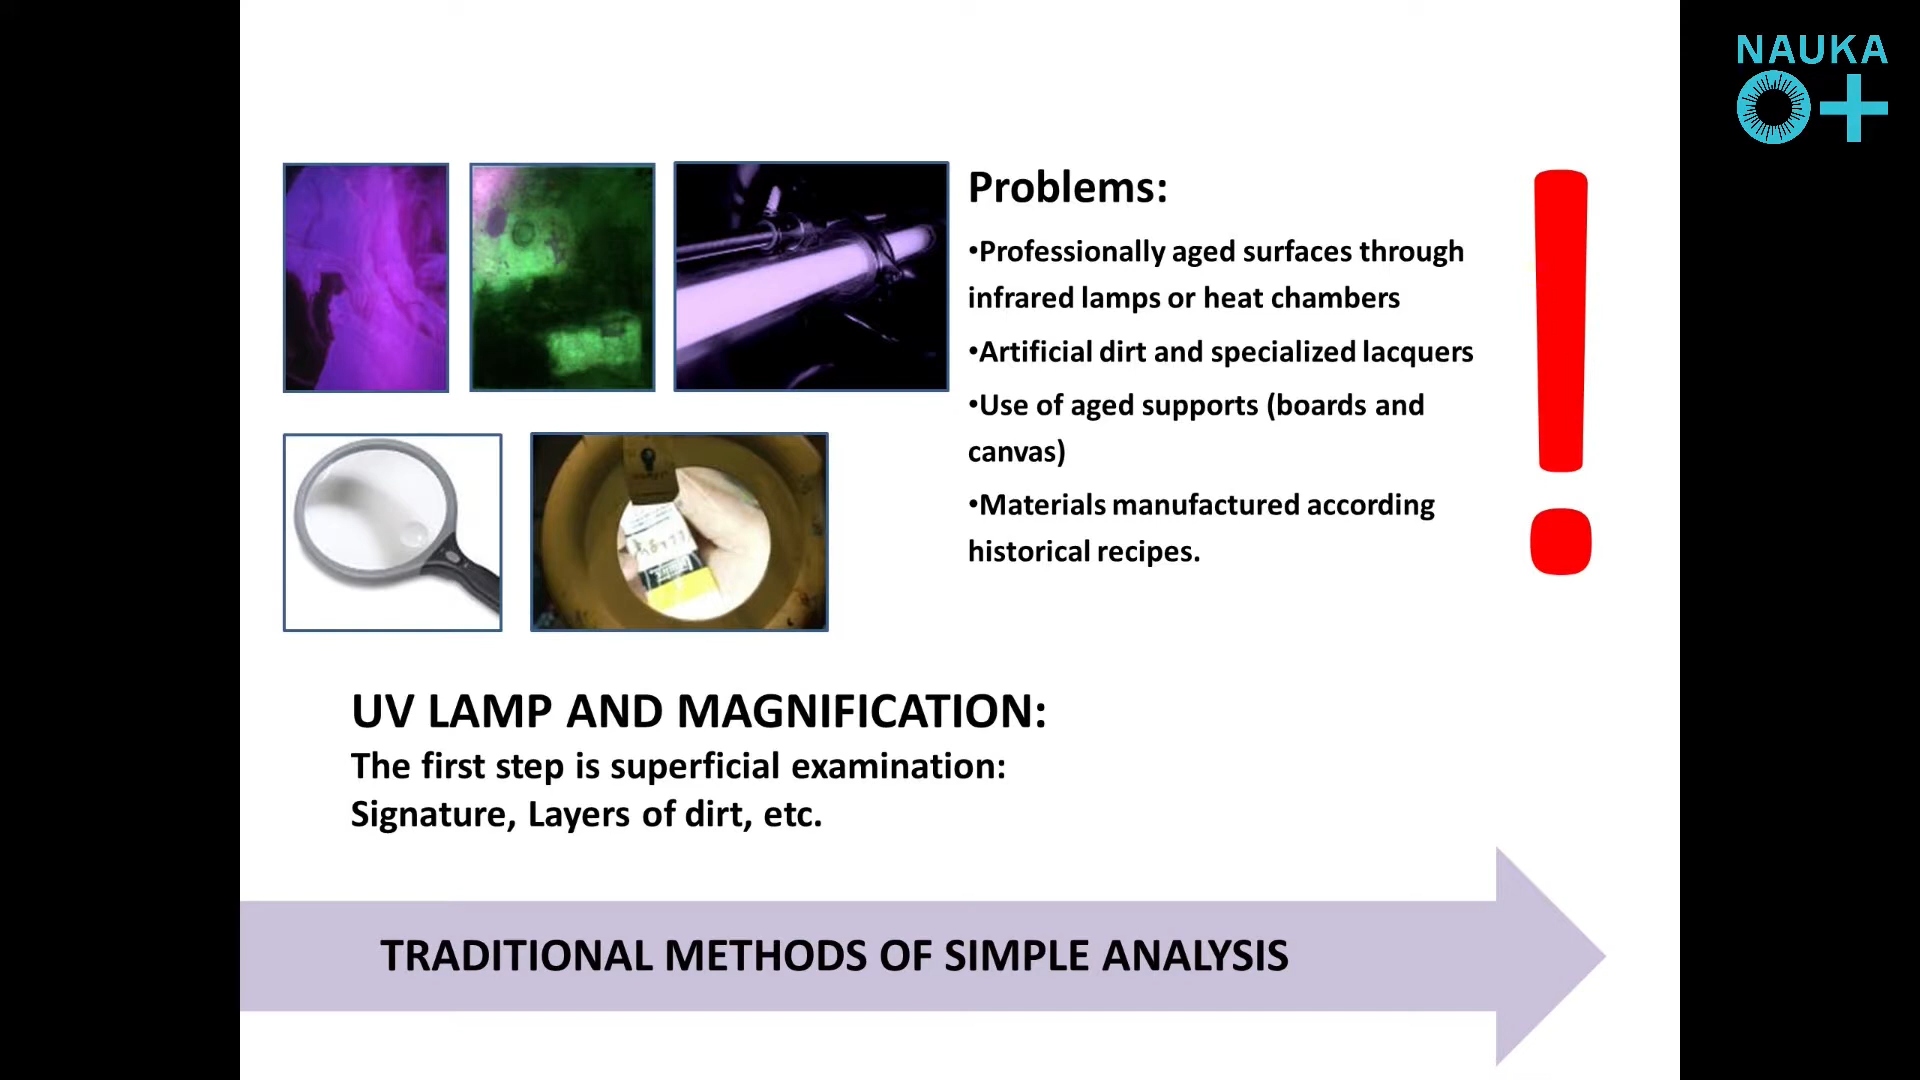 NAUKA
0+
Problems:
•Professionally aged surfaces through
infrared lamps or heat chambers
•Artificial dirt and specialized lacquers
•Use of aged supports (boards and
canvas)
•Materials manufactured according
historical recipes.
UV LAMP AND MAGNIFICATION:
The first step is superficial examination:
Signature, Layers of dirt, etc.
TRADITIONAL METHODS OF SIMPLE ANALYSIS